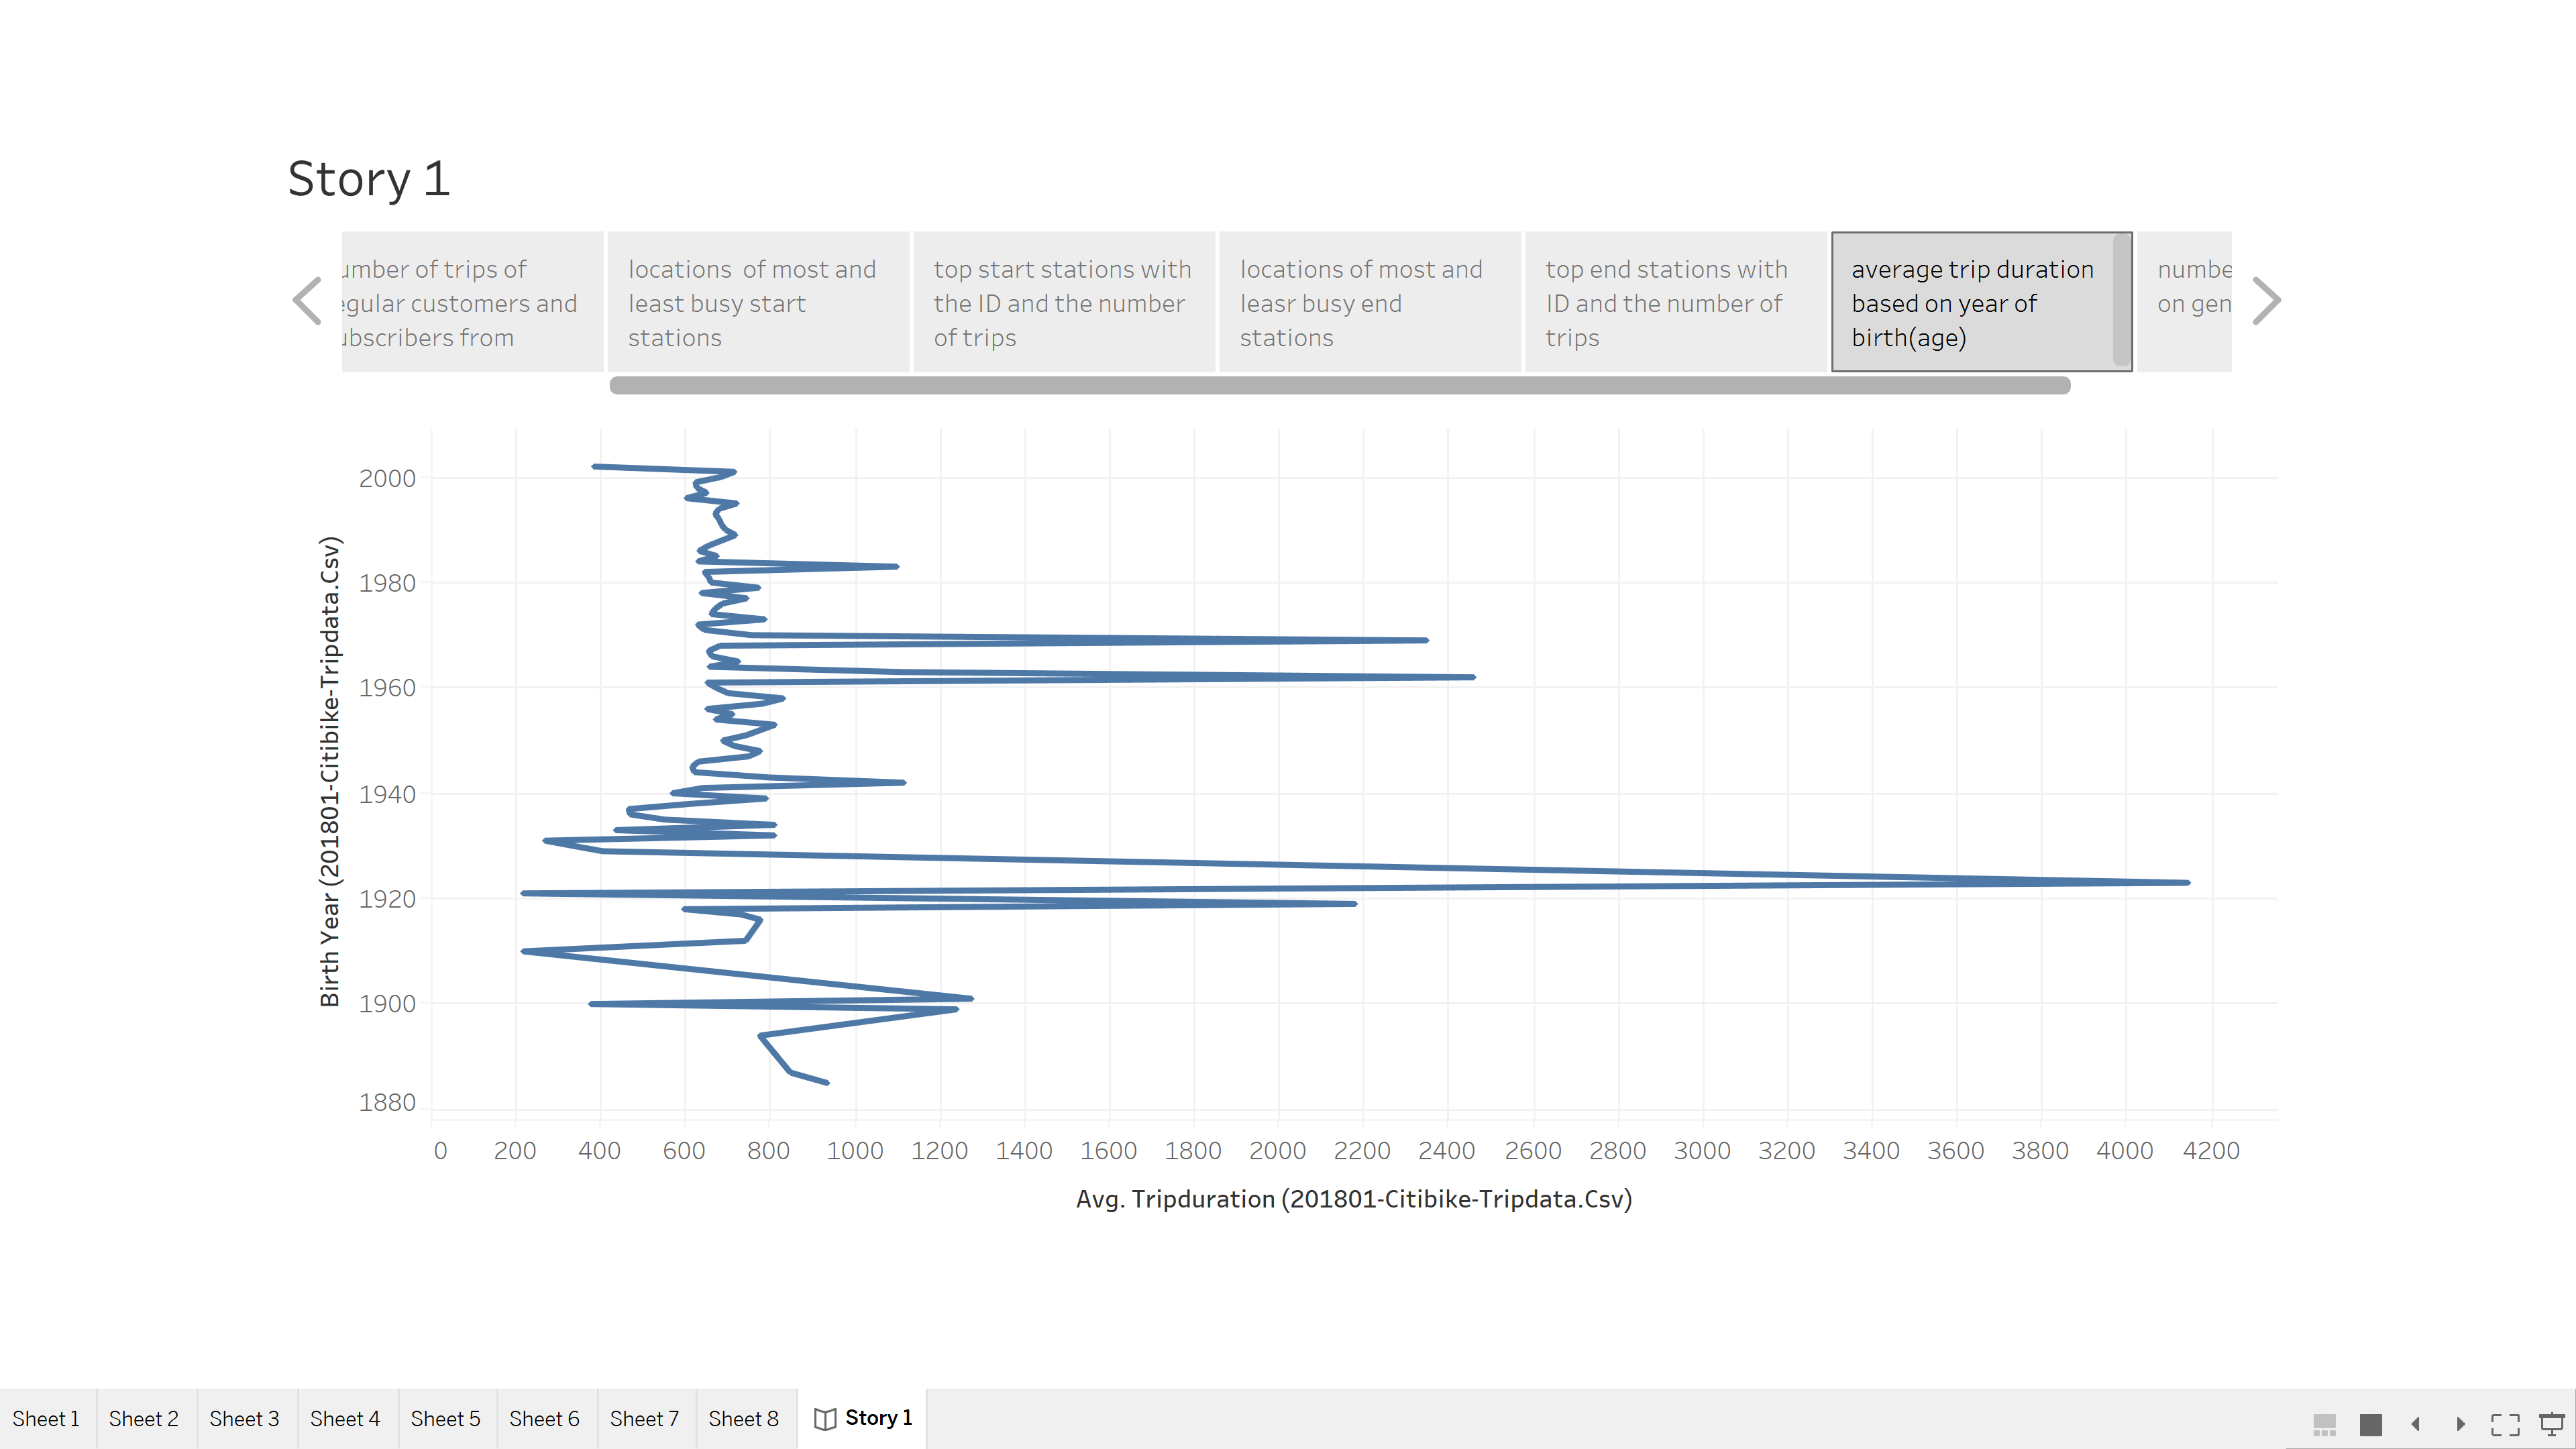 Story 1
umber of trips of
egular customers and
ubscribers from
locations  of most and
least busy start
stations
top start stations with
the ID and the number
of trips
locations of most and
leasr busy end
stations
top end stations with
ID and the number of
trips
average trip duration
based on year of
birth(age)
numbe
on gen
Birth Year (201801-Citibike-Tripdata.Csv)
2000
1980
1960
1940
1920
1900
1880
0 200 400 600 800 1000 1200 1400 1600 1800 2000 2200 2400 2600 2800 3000 3200 3400 3600 3800 4000 4200
Avg. Tripduration (201801-Citibike-Tripdata.Csv)
Sheet 1 Sheet 2 Sheet 3 Sheet 4 Sheet 5 Sheet 6 Sheet 7 Sheet 8 Story 1